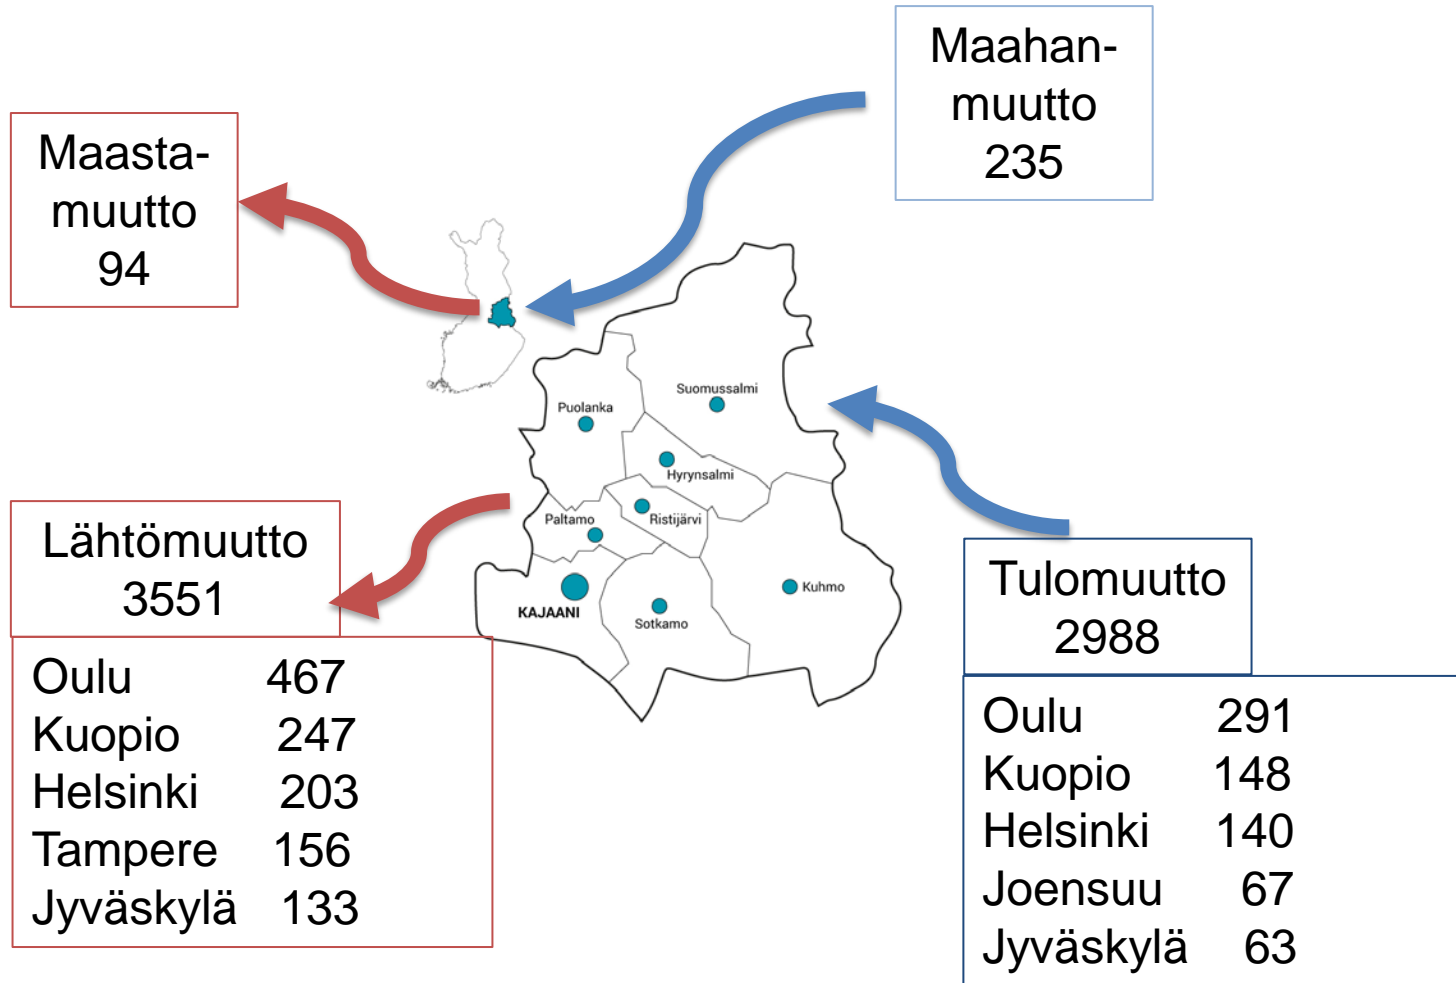 Maahan-
muutto
235
Maasta-
muutto
94
Suomussalmi
Puolanka
Hyrynsalmi
Ristijärvi
Paltamo
Kuhmo
KAJAANI
Sotkamo
Lähtömuutto
3551
Oulu 467
Kuopio 247
Helsinki 203
Tampere 156
Jyväskylä 133
Tulomuutto
2988
Oulu 291
Kuopio 148
Helsinki 140
Joensuu 67
Jyväskylä 63